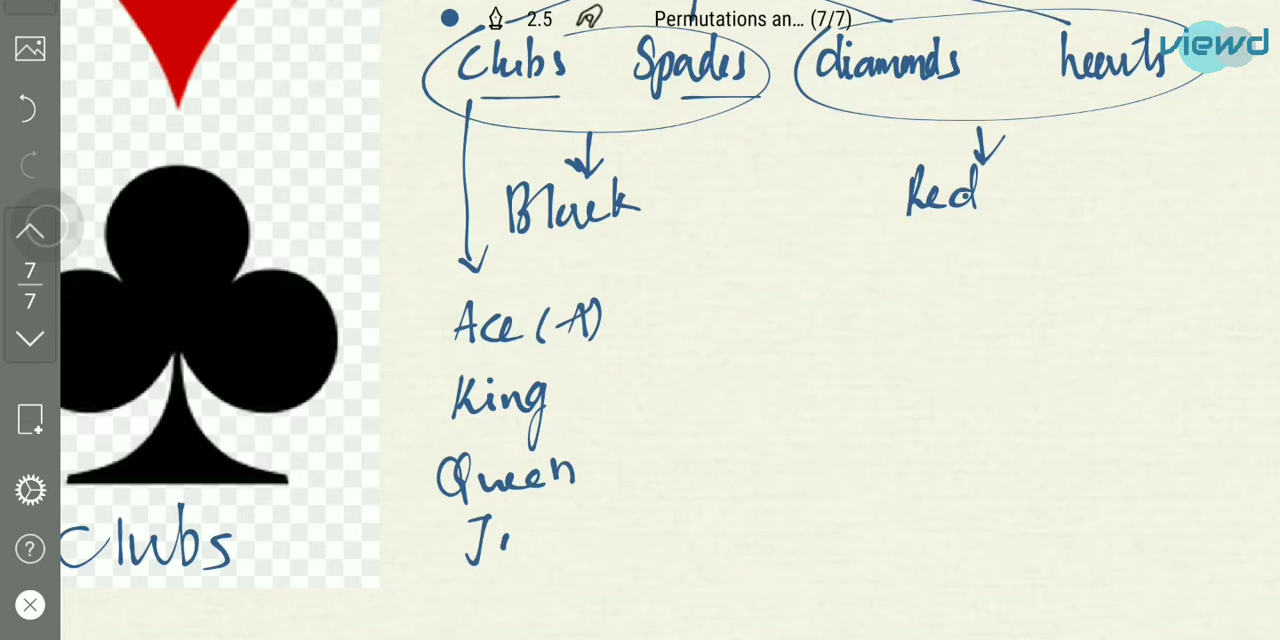 2.5 Permutations an... (7/7)
viewd
Clubs Spades diamonds hearts
Black Red
7
7
Ace (A)
King
Queen
J
Clubs
?